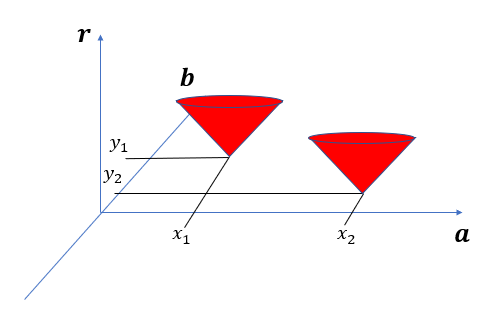 r
b
y₁
y₂
x₁
x₂
a